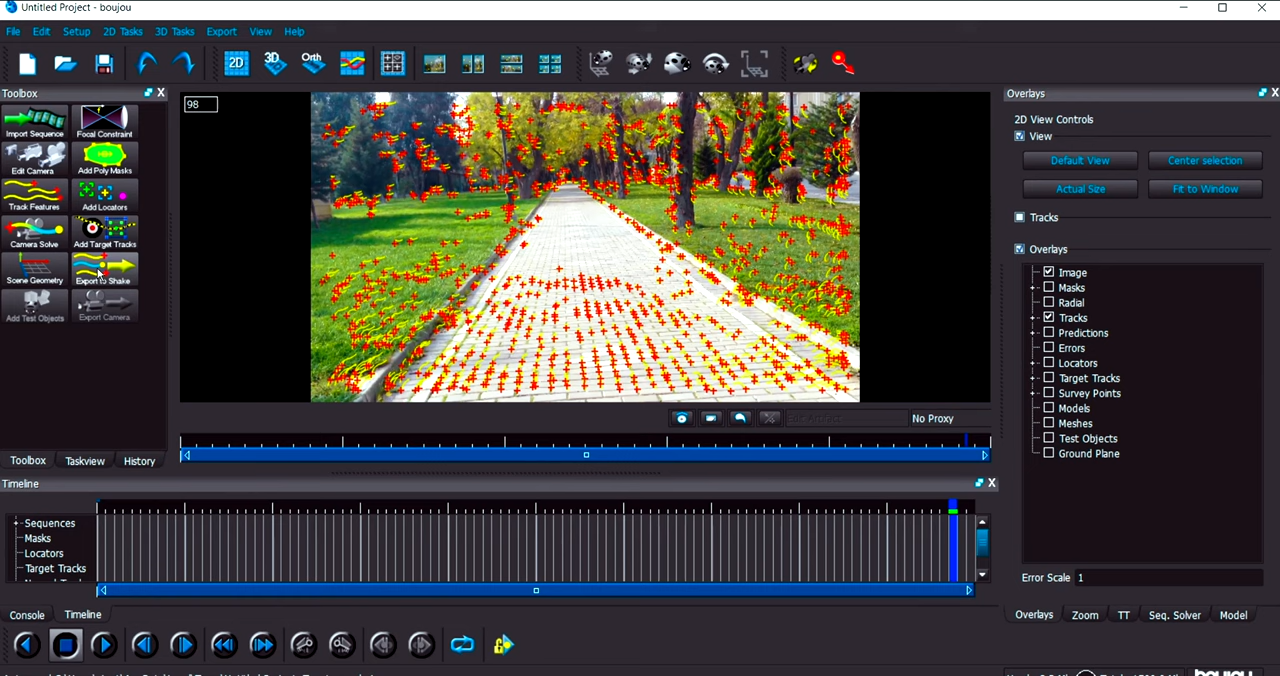 Untitled Project - boujou
File Edit Setup 2D Tasks 3D Tasks Export View Help
2D 3D Orth
Toolbox
Import Sequence Focal Constraint
Edit Camera Add Poly Masks
Track Features Add Locators
Camera Solve Add Target Tracks
Scene Geometry Export to Shake
Add Test Objects Export Camera
Toolbox Taskview History
98
No Proxy
Timeline
Sequences
Masks
Locators
Target Tracks
Console Timeline
Overlays
2D View Controls
View
Default View Center selection
Actual Size Fit to Window
Tracks
Overlays
Image
Masks
Radial
Tracks
Predictions
Errors
Locators
Target Tracks
Survey Points
Models
Meshes
Test Objects
Ground Plane
Error Scale 1
Overlays Zoom TT Seq. Solver Model
boujou